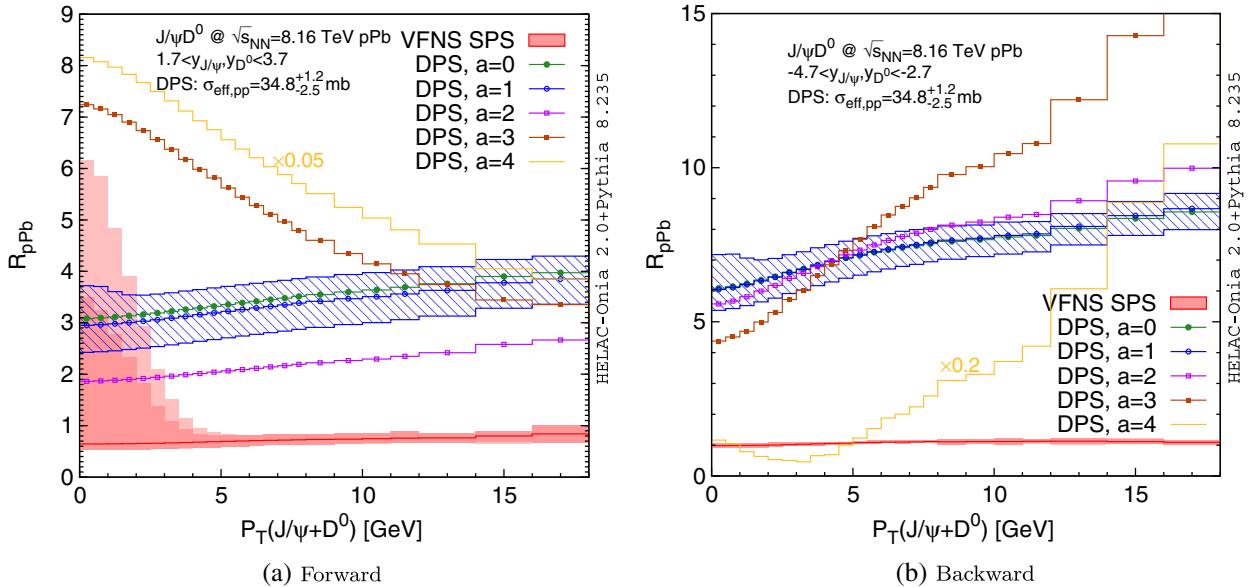 9
8
7
6
5
4
3
2
1
0
R_pPb
J/ψD⁰ @ √s_NN=8.16 TeV pPb
1.7<y_J/ψ,y_D⁰<3.7
DPS: σ_eff,pp=34.8^+1.2_-2.5 mb
VFNS SPS
DPS, a=0
DPS, a=1
DPS, a=2
DPS, a=3
DPS, a=4
×0.05
HELAC-Onia 2.0+Pythia 8.235
0 5 10 15
P_T(J/ψ+D⁰) [GeV]
(a) Forward
15
10
5
0
R_pPb
J/ψD⁰ @ √s_NN=8.16 TeV pPb
-4.7<y_J/ψ,y_D⁰<-2.7
DPS: σ_eff,pp=34.8^+1.2_-2.5 mb
VFNS SPS
DPS, a=0
DPS, a=1
DPS, a=2
DPS, a=3
DPS, a=4
×0.2
HELAC-Onia 2.0+Pythia 8.235
0 5 10 15
P_T(J/ψ+D⁰) [GeV]
(b) Backward